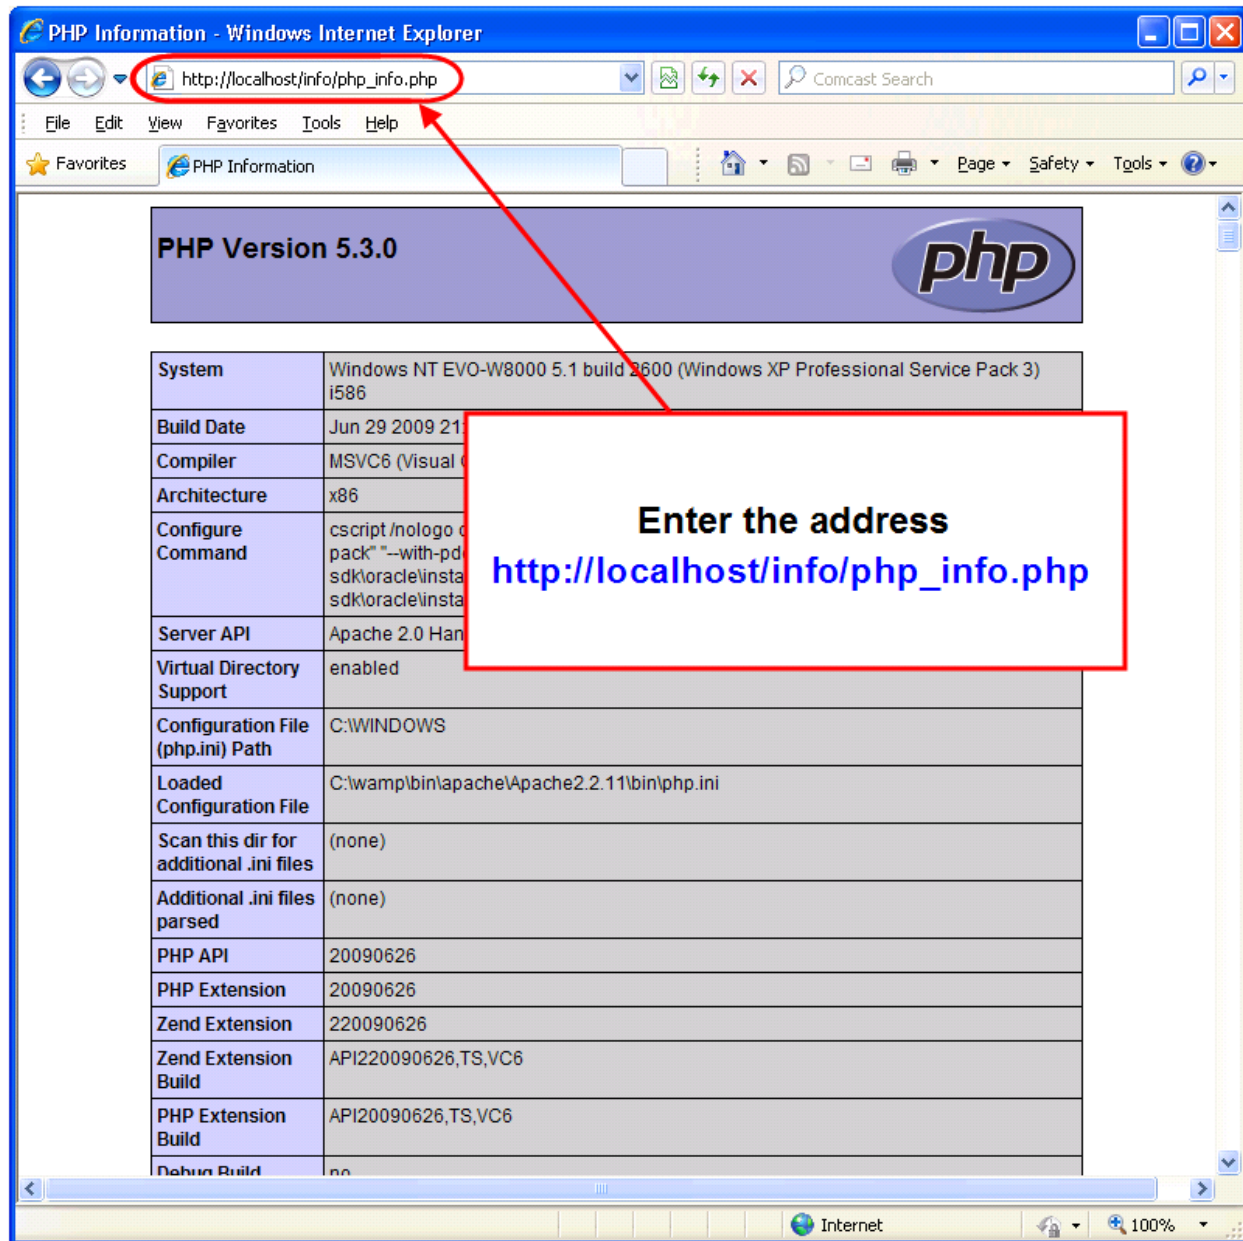 PHP Information - Windows Internet Explorer
http://localhost/info/php_info.php
Comcast Search
File Edit View Favorites Tools Help
Favorites
PHP Information
Page Safety Tools
PHP Version 5.3.0
php
System Windows NT EVO-W8000 5.1 build 2600 (Windows XP Professional Service Pack 3)
i586
Build Date Jun 29 2009 21:
Compiler MSVC6 (Visual
Architecture x86
Configure
Command
cscript /nologo
pack" "--with-pd
sdk\oracle\insta
sdk\oracle\insta
Enter the address
http://localhost/info/php_info.php
Server API Apache 2.0 Han
Virtual Directory
Support
enabled
Configuration File
(php.ini) Path
C:\WINDOWS
Loaded
Configuration File
C:\wamp\bin\apache\Apache2.2.11\bin\php.ini
Scan this dir for
additional .ini files
(none)
Additional .ini files
parsed
(none)
PHP API 20090626
PHP Extension 20090626
Zend Extension 220090626
Zend Extension
Build
API220090626,TS,VC6
PHP Extension
Build
API20090626,TS,VC6
Debug Build no
Internet
100%